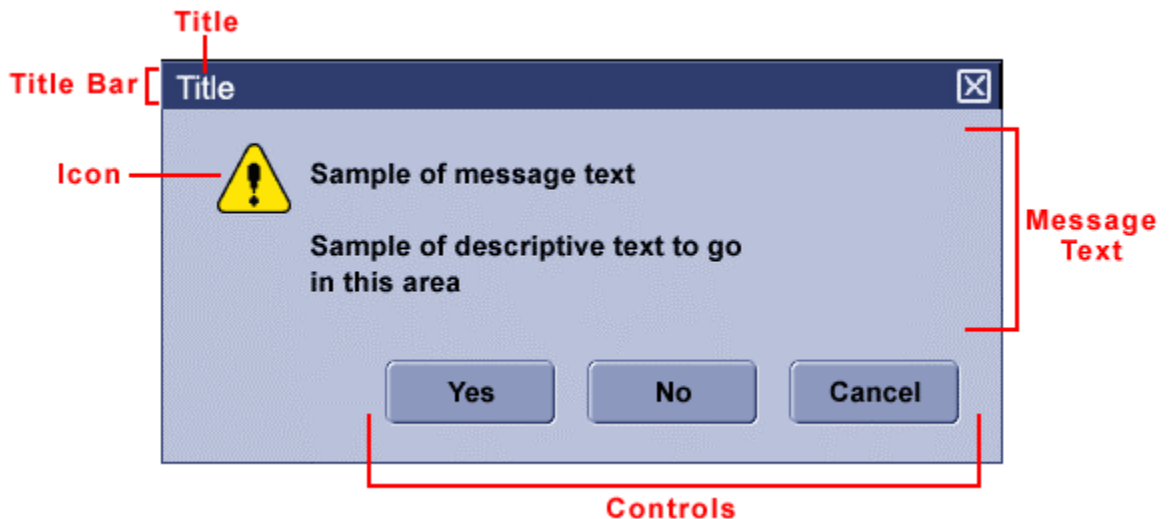 Title
Title Bar
Title
Icon
Sample of message text
Sample of descriptive text to go
in this area
Message
Text
Yes
No
Cancel
Controls